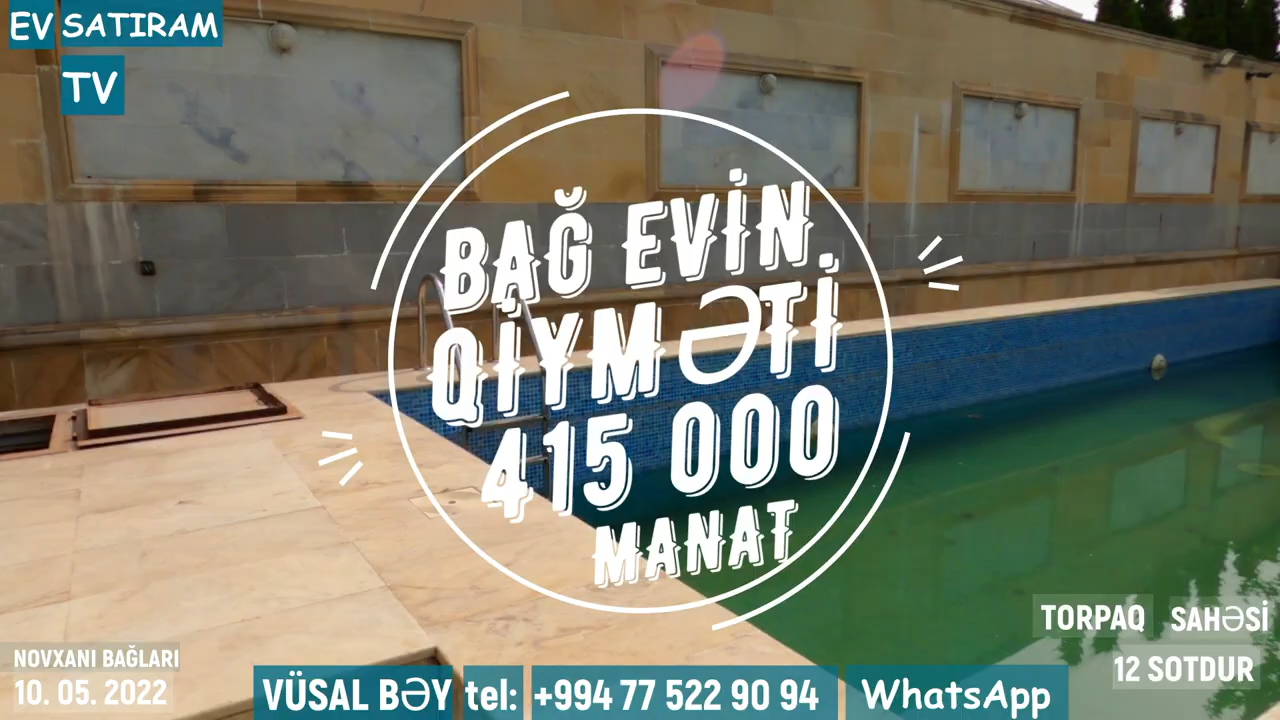 EV SATIRAM
TV
BAĞ EVİN
QİYMƏTİ
415 000
MANAT
TORPAQ SAHƏSİ
12 SOTDUR
NOVXANI BAĞLARI
10. 05. 2022
VÜSAL BƏY tel: +994 77 522 90 94 WhatsApp